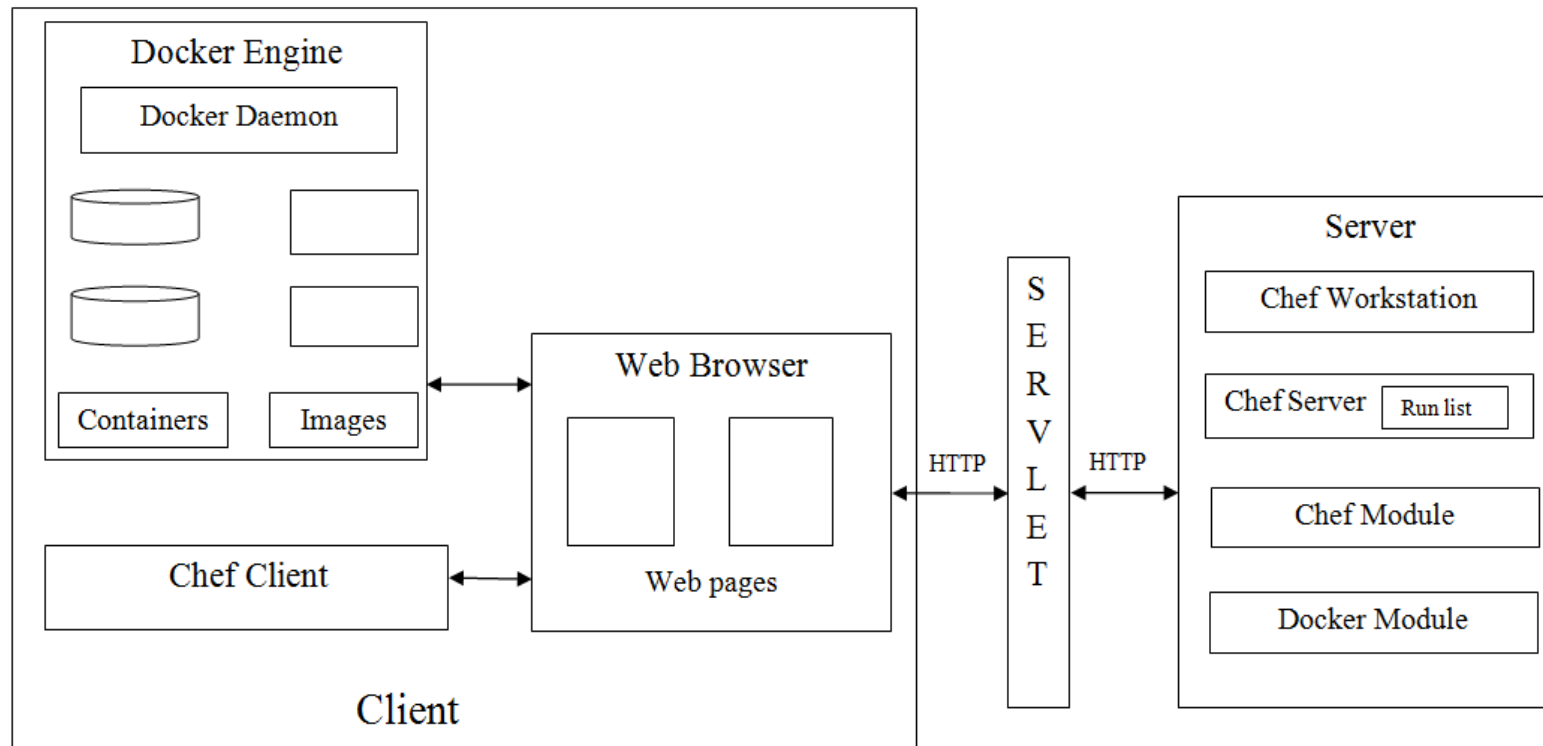 Docker Engine
Docker Daemon
Containers
Images
Chef Client
Client
Web Browser
Web pages
HTTP
SERVLET
HTTP
Server
Chef Workstation
Chef Server
Run list
Chef Module
Docker Module